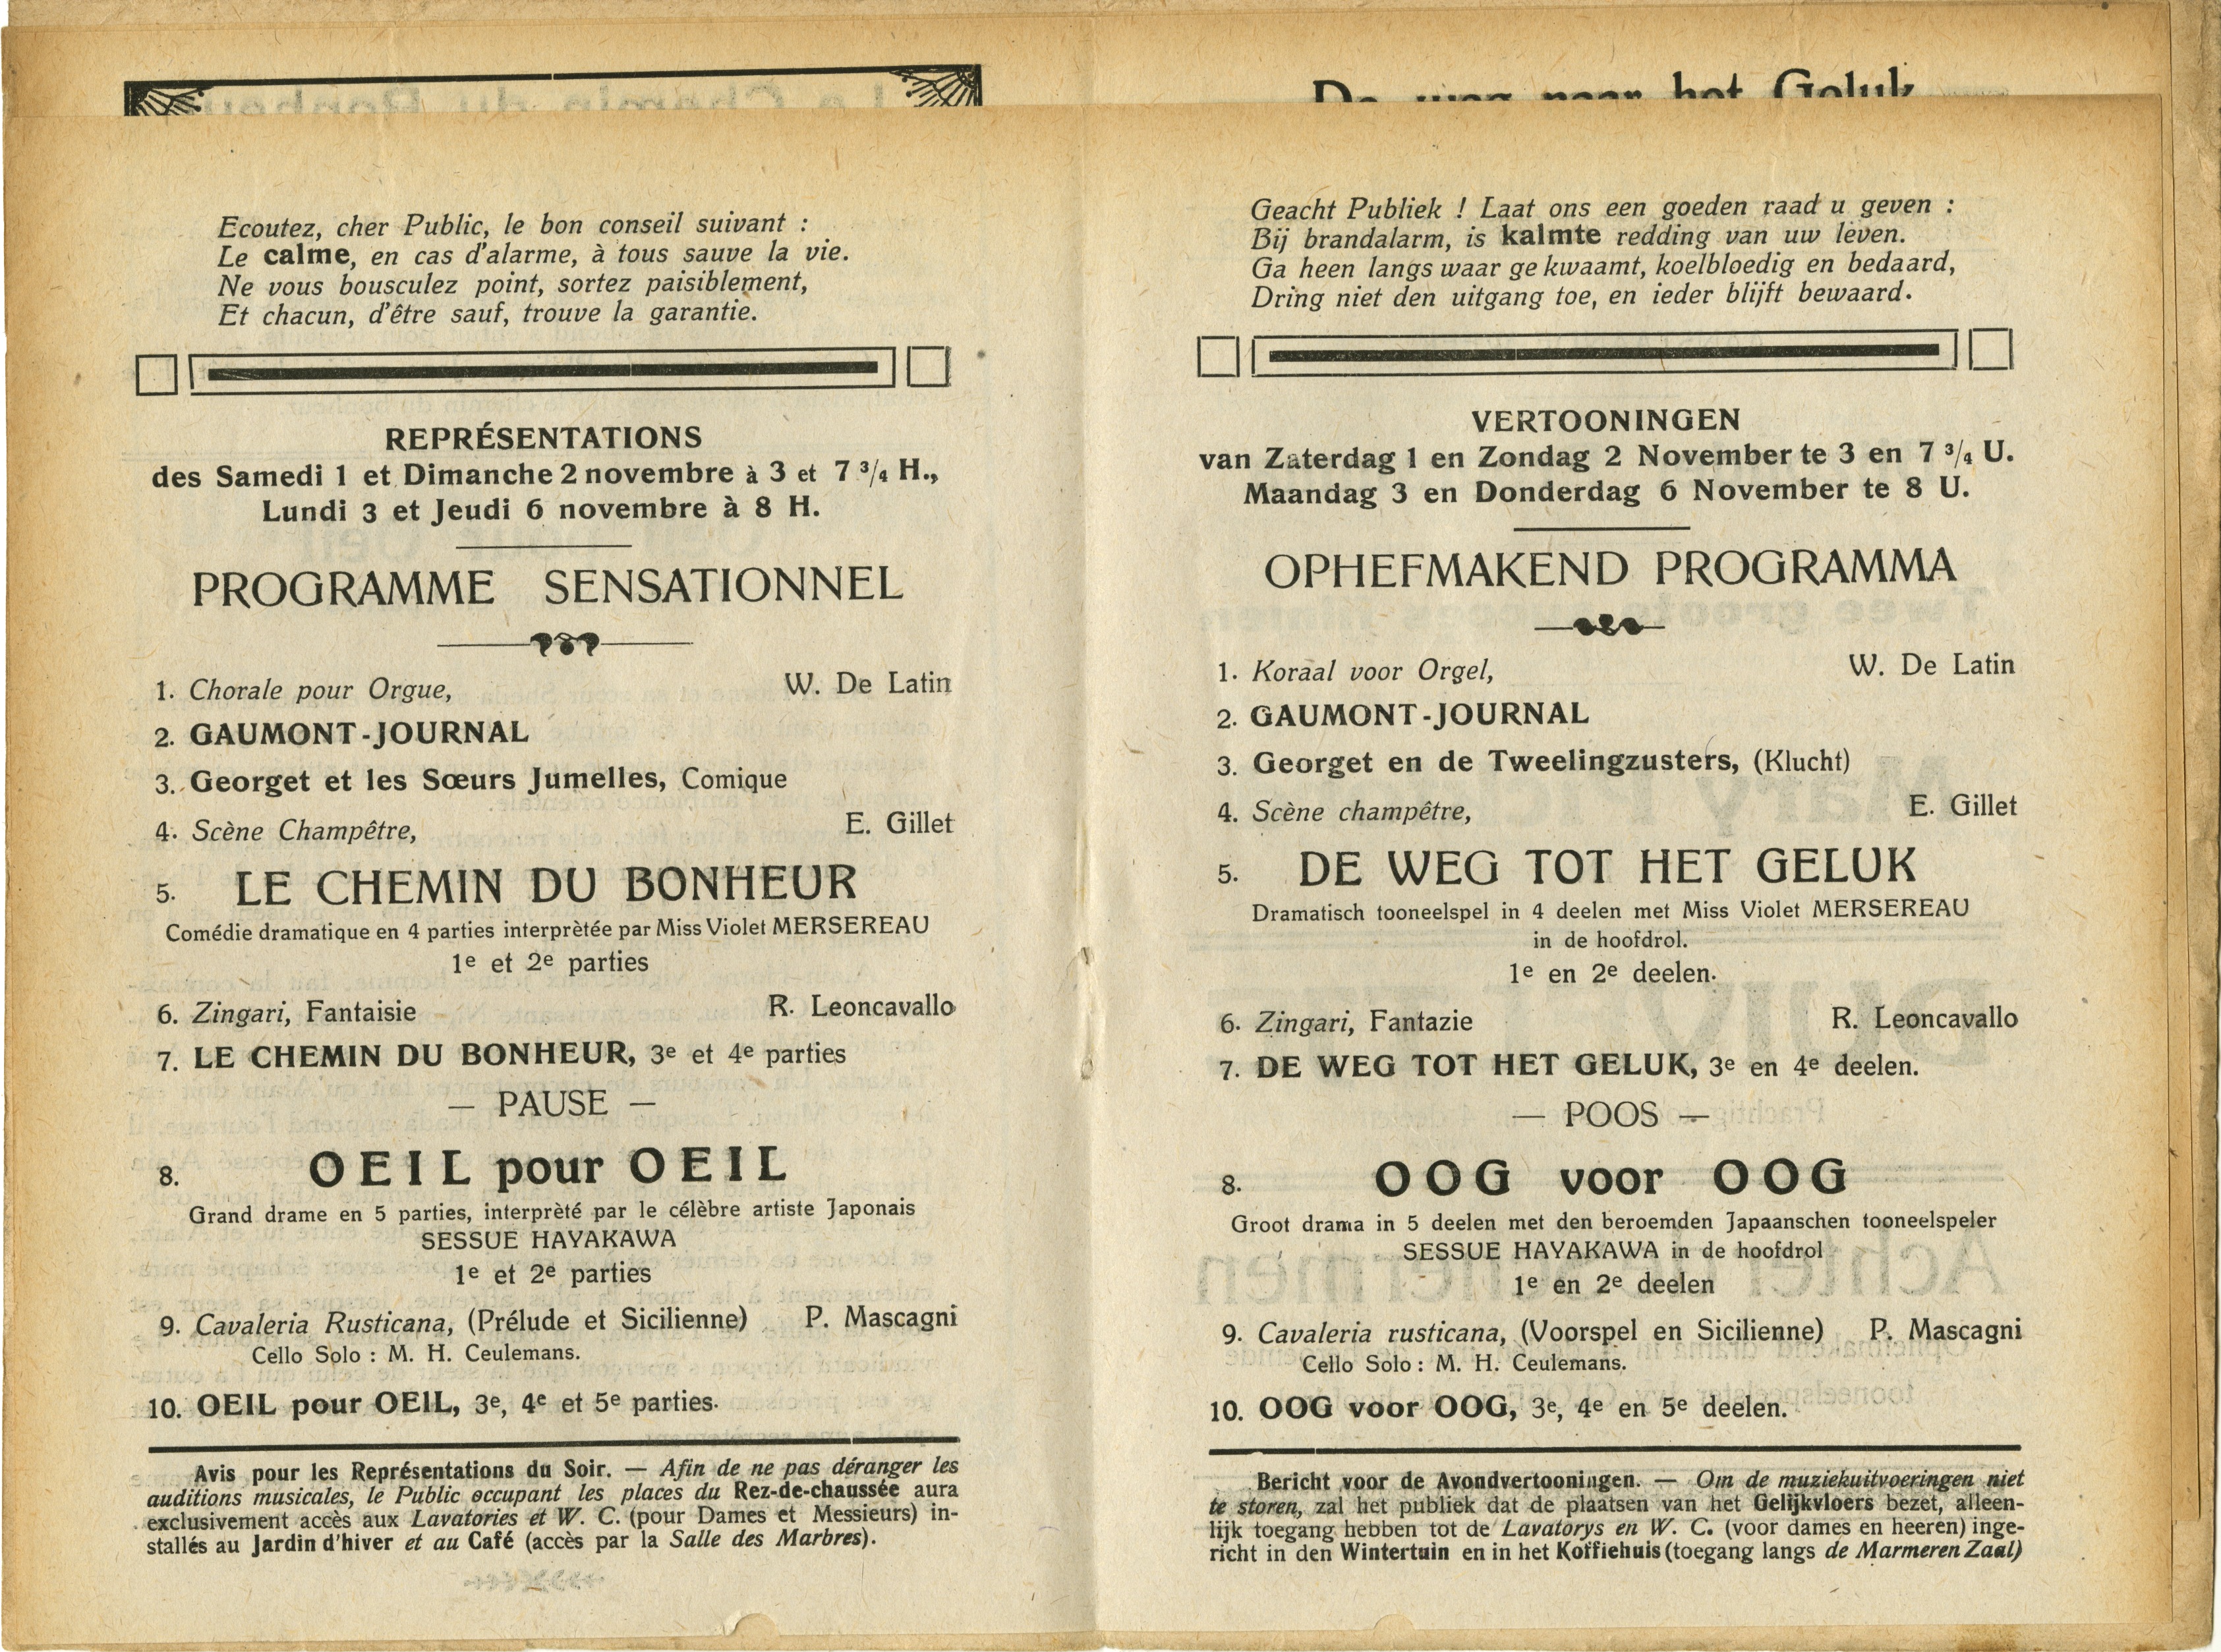 Ecoutez, cher Public, le bon conseil suivant :
Le calme, en cas d'alarme, à tous sauve la vie.
Ne vous bousculez point, sortez paisiblement,
Et chacun, d'être sauf, trouve la garantie.
REPRÉSENTATIONS
des Samedi 1 et Dimanche 2 novembre à 3 et 7 3/4 H.,
Lundi 3 et Jeudi 6 novembre à 8 H.
PROGRAMME SENSATIONNEL
1. Chorale pour Orgue, W. De Latin
2. GAUMONT-JOURNAL
3. Georget et les Sœurs Jumelles, Comique
4. Scène Champêtre, E. Gillet
5. LE CHEMIN DU BONHEUR
Comédie dramatique en 4 parties interprètée par Miss Violet MERSEREAU
1e et 2e parties
6. Zingari, Fantaisie R. Leoncavallo
7. LE CHEMIN DU BONHEUR, 3e et 4e parties
— PAUSE —
8. OEIL pour OEIL
Grand drame en 5 parties, interprèté par le célèbre artiste Japonais
SESSUE HAYAKAWA
1e et 2e parties
9. Cavaleria Rusticana, (Prélude et Sicilienne) P. Mascagni
Cello Solo : M. H. Ceulemans.
10. OEIL pour OEIL, 3e, 4e et 5e parties.
Avis pour les Représentations du Soir. — Afin de ne pas déranger les
auditions musicales, le Public occupant les places du Rez-de-chaussée aura
exclusivement accès aux Lavatories et W. C. (pour Dames et Messieurs) in-
stallés au Jardin d'hiver et au Café (accès par la Salle des Marbres).
De weg naar het Geluk
Geacht Publiek ! Laat ons een goeden raad u geven :
Bij brandalarm, is kalmte redding van uw leven.
Ga heen langs waar ge kwaamt, koelbloedig en bedaard,
Dring niet den uitgang toe, en ieder blijft bewaard.
VERTOONINGEN
van Zaterdag 1 en Zondag 2 November te 3 en 7 3/4 U.
Maandag 3 en Donderdag 6 November te 8 U.
OPHEFMAKEND PROGRAMMA
1. Koraal voor Orgel, W. De Latin
2. GAUMONT-JOURNAL
3. Georget en de Tweelingzusters, (Klucht)
4. Scène champêtre, E. Gillet
5. DE WEG TOT HET GELUK
Dramatisch tooneelspel in 4 deelen met Miss Violet MERSEREAU
in de hoofdrol.
1e en 2e deelen.
6. Zingari, Fantazie R. Leoncavallo
7. DE WEG TOT HET GELUK, 3e en 4e deelen.
— POOS —
8. OOG voor OOG
Groot drama in 5 deelen met den beroemden Japaanschen tooneelspeler
SESSUE HAYAKAWA in de hoofdrol
1e en 2e deelen
9. Cavaleria rusticana, (Voorspel en Sicilienne) P. Mascagni
Cello Solo : M. H. Ceulemans.
10. OOG voor OOG, 3e, 4e en 5e deelen.
Bericht voor de Avondvertooningen. — Om de muziekuitvoeringen niet
te storen, zal het publiek dat de plaatsen van het Gelijkvloers bezet, alleen-
lijk toegang hebben tot de Lavatorys en W. C. (voor dames en heeren) inge-
richt in den Wintertuin en in het Koffiehuis (toegang langs de Marmeren Zaal)